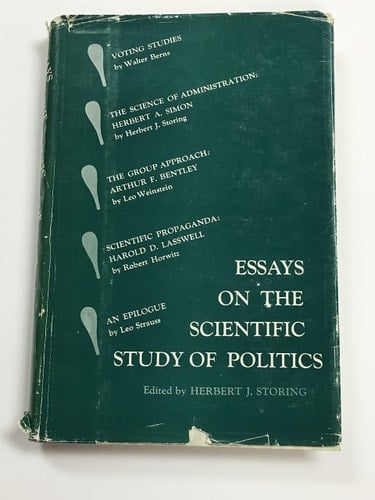 VOTING STUDIES
by Walter Berns
THE SCIENCE OF ADMINISTRATION:
HERBERT A. SIMON
by Herbert J. Storing
THE GROUP APPROACH:
ARTHUR F. BENTLEY
by Leo Weinstein
SCIENTIFIC PROPAGANDA:
HAROLD D. LASSWELL
by Robert Horwitz
AN EPILOGUE
by Leo Strauss
ESSAYS
ON THE
SCIENTIFIC
STUDY OF POLITICS
Edited by HERBERT J. STORING